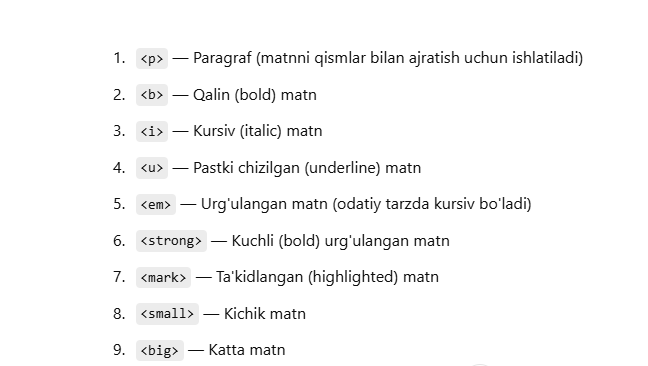 1. <p> — Paragraf (matnni qismlar bilan ajratish uchun ishlatiladi)
2. <b> — Qalin (bold) matn
3. <i> — Kursiv (italic) matn
4. <u> — Pastki chizilgan (underline) matn
5. <em> — Urg'ulangan matn (odatiy tarzda kursiv bo'ladi)
6. <strong> — Kuchli (bold) urg'ulangan matn
7. <mark> — Ta'kidlangan (highlighted) matn
8. <small> — Kichik matn
9. <big> — Katta matn